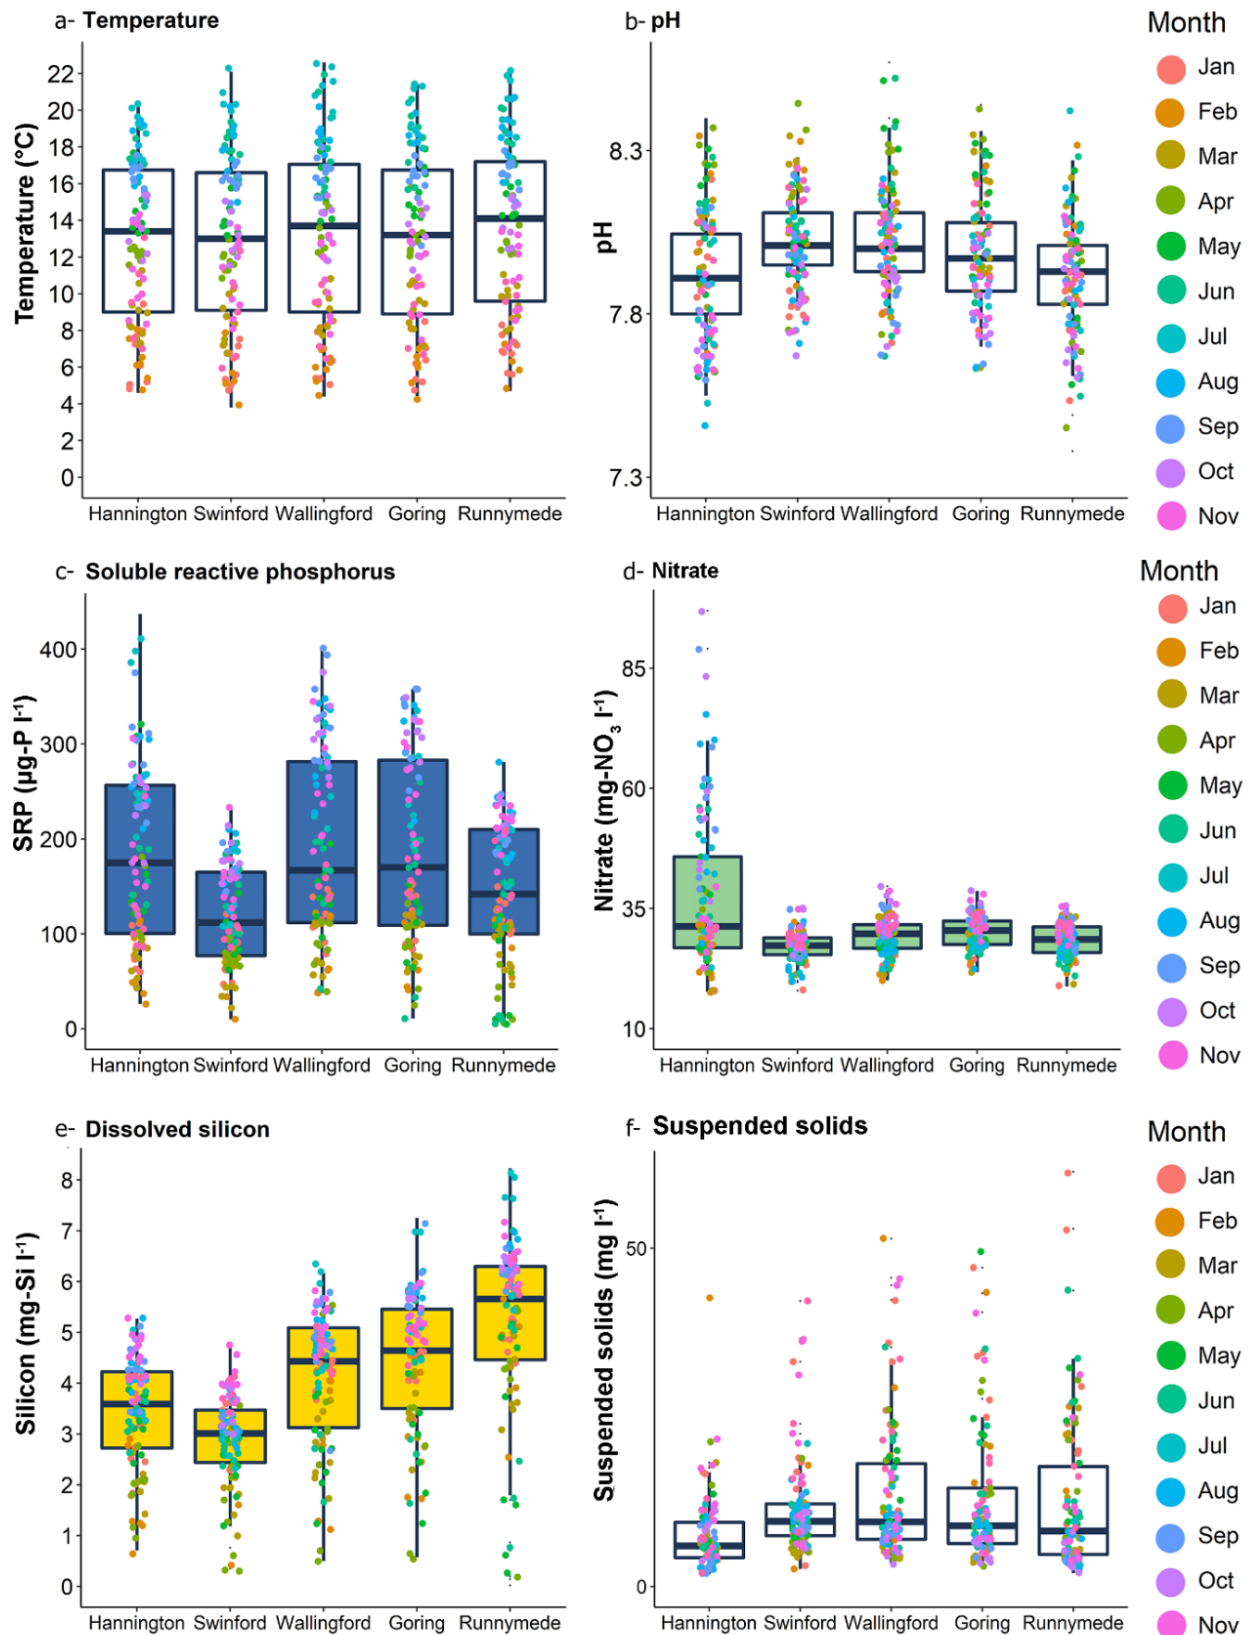 a- Temperature
b- pH
Month
Temperature (°C)
22
20
18
16
14
12
10
8
6
4
2
0
Hannington Swinford Wallingford Goring Runnymede
pH
8.3
7.8
7.3
Hannington Swinford Wallingford Goring Runnymede
Jan
Feb
Mar
Apr
May
Jun
Jul
Aug
Sep
Oct
Nov
c- Soluble reactive phosphorus
d- Nitrate
Month
SRP (µg-P l⁻¹)
400
300
200
100
0
Hannington Swinford Wallingford Goring Runnymede
Nitrate (mg-NO₃ l⁻¹)
85
60
35
10
Hannington Swinford Wallingford Goring Runnymede
Jan
Feb
Mar
Apr
May
Jun
Jul
Aug
Sep
Oct
Nov
e- Dissolved silicon
f- Suspended solids
Month
Silicon (mg-Si l⁻¹)
8
7
6
5
4
3
2
1
0
Hannington Swinford Wallingford Goring Runnymede
Suspended solids (mg l⁻¹)
50
0
Hannington Swinford Wallingford Goring Runnymede
Jan
Feb
Mar
Apr
May
Jun
Jul
Aug
Sep
Oct
Nov